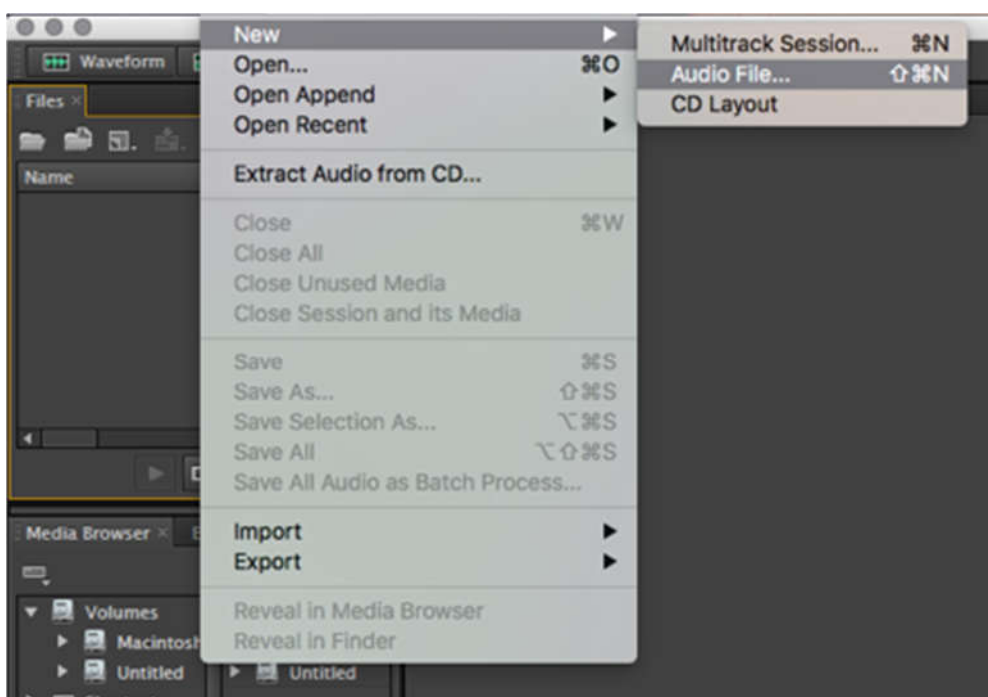 Waveform
Files ×
Name
New ▶
Open... ⌘O
Open Append ▶
Open Recent ▶
Extract Audio from CD...
Close ⌘W
Close All
Close Unused Media
Close Session and its Media
Save ⌘S
Save As... ⇧⌘S
Save Selection As... ⌥⌘S
Save All ⌥⇧⌘S
Save All Audio as Batch Process...
Import ▶
Export ▶
Reveal in Media Browser
Reveal in Finder
Multitrack Session... ⌘N
Audio File... ⇧⌘N
CD Layout
Media Browser ×
Volumes
Macintosh
Untitled
Untitled